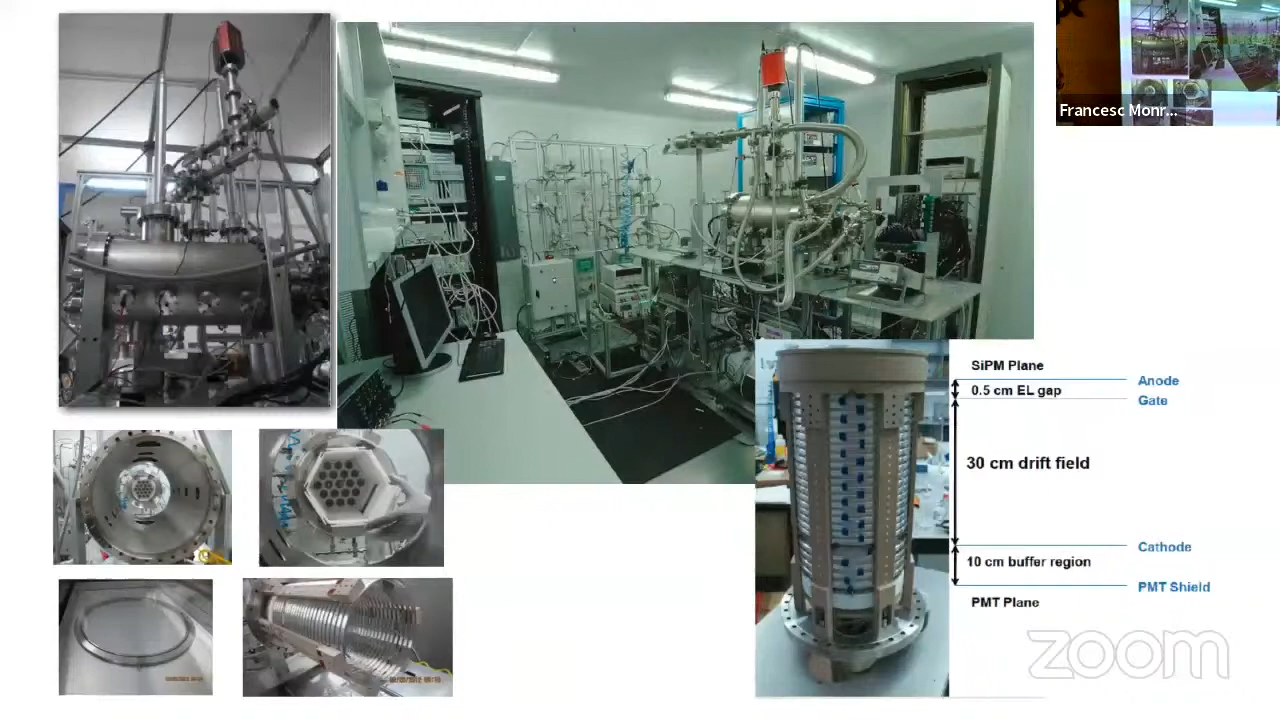 Francesc Monr...
SiPM Plane
Anode
0.5 cm EL gap
Gate
30 cm drift field
Cathode
10 cm buffer region
PMT Shield
PMT Plane
zoom